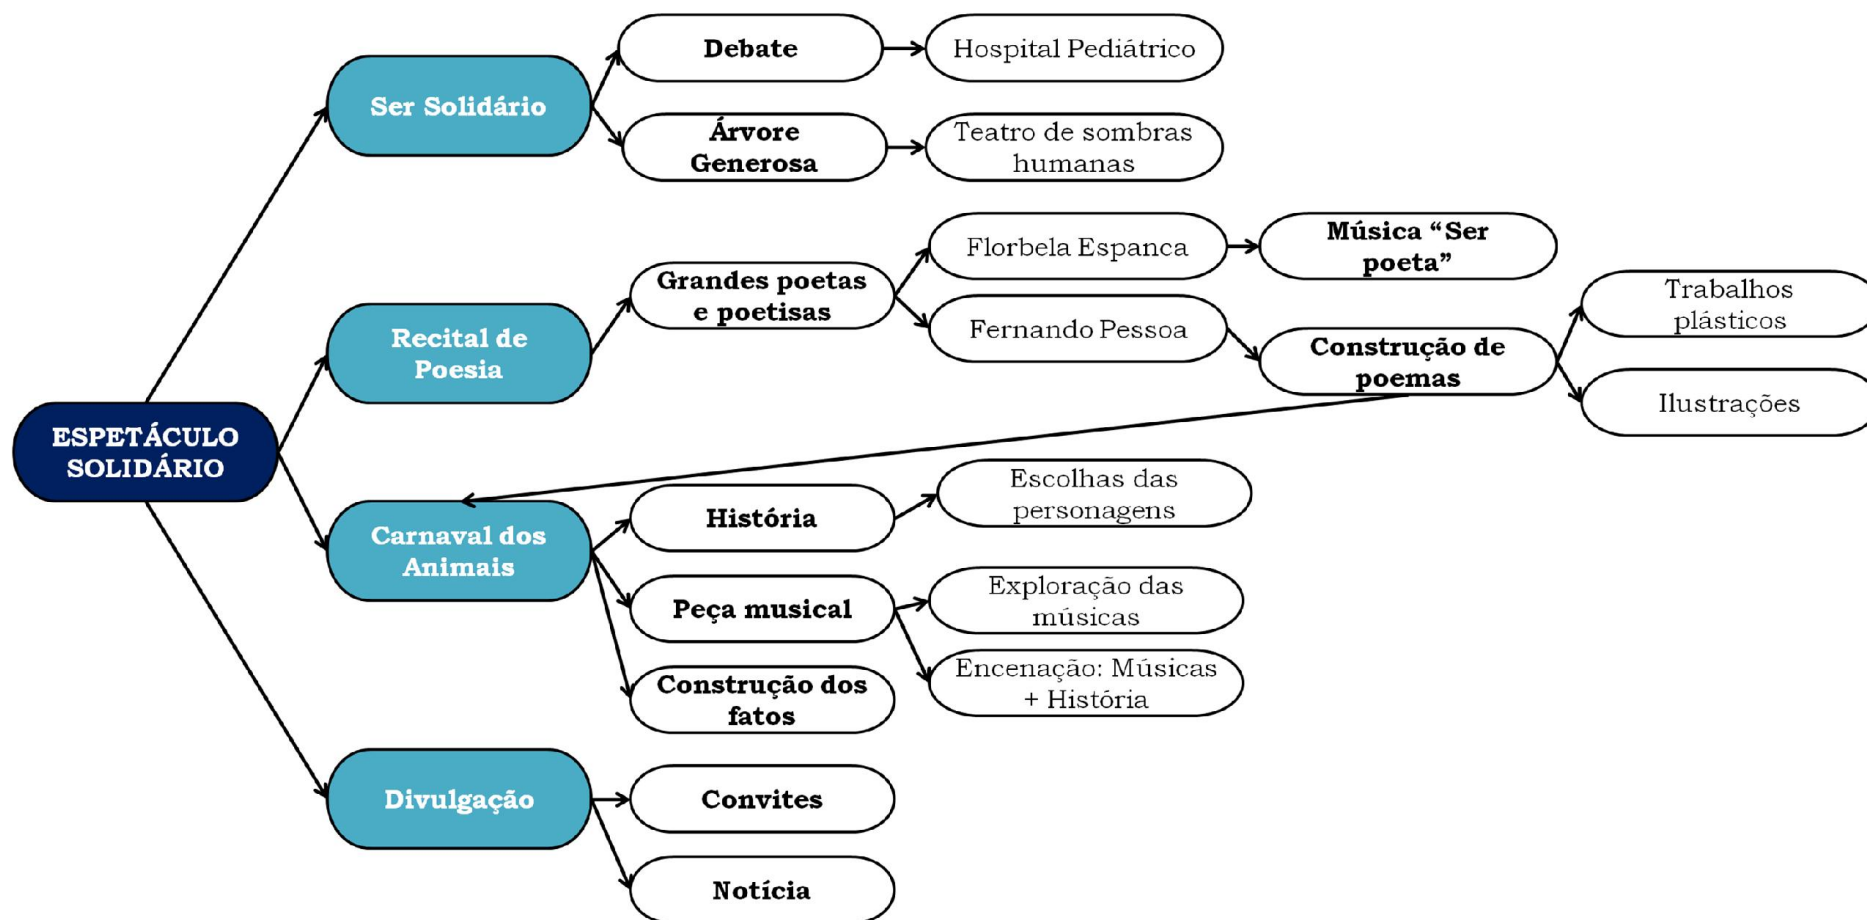 ESPETÁCULO
SOLIDÁRIO
Ser Solidário
Debate
Hospital Pediátrico
Árvore
Generosa
Teatro de sombras
humanas
Recital de
Poesia
Grandes poetas
e poetisas
Florbela Espanca
Música “Ser
poeta”
Fernando Pessoa
Construção de
poemas
Trabalhos
plásticos
Ilustrações
Carnaval dos
Animais
História
Escolhas das
personagens
Peça musical
Exploração das
músicas
Encenação: Músicas
+ História
Construção dos
fatos
Divulgação
Convites
Notícia